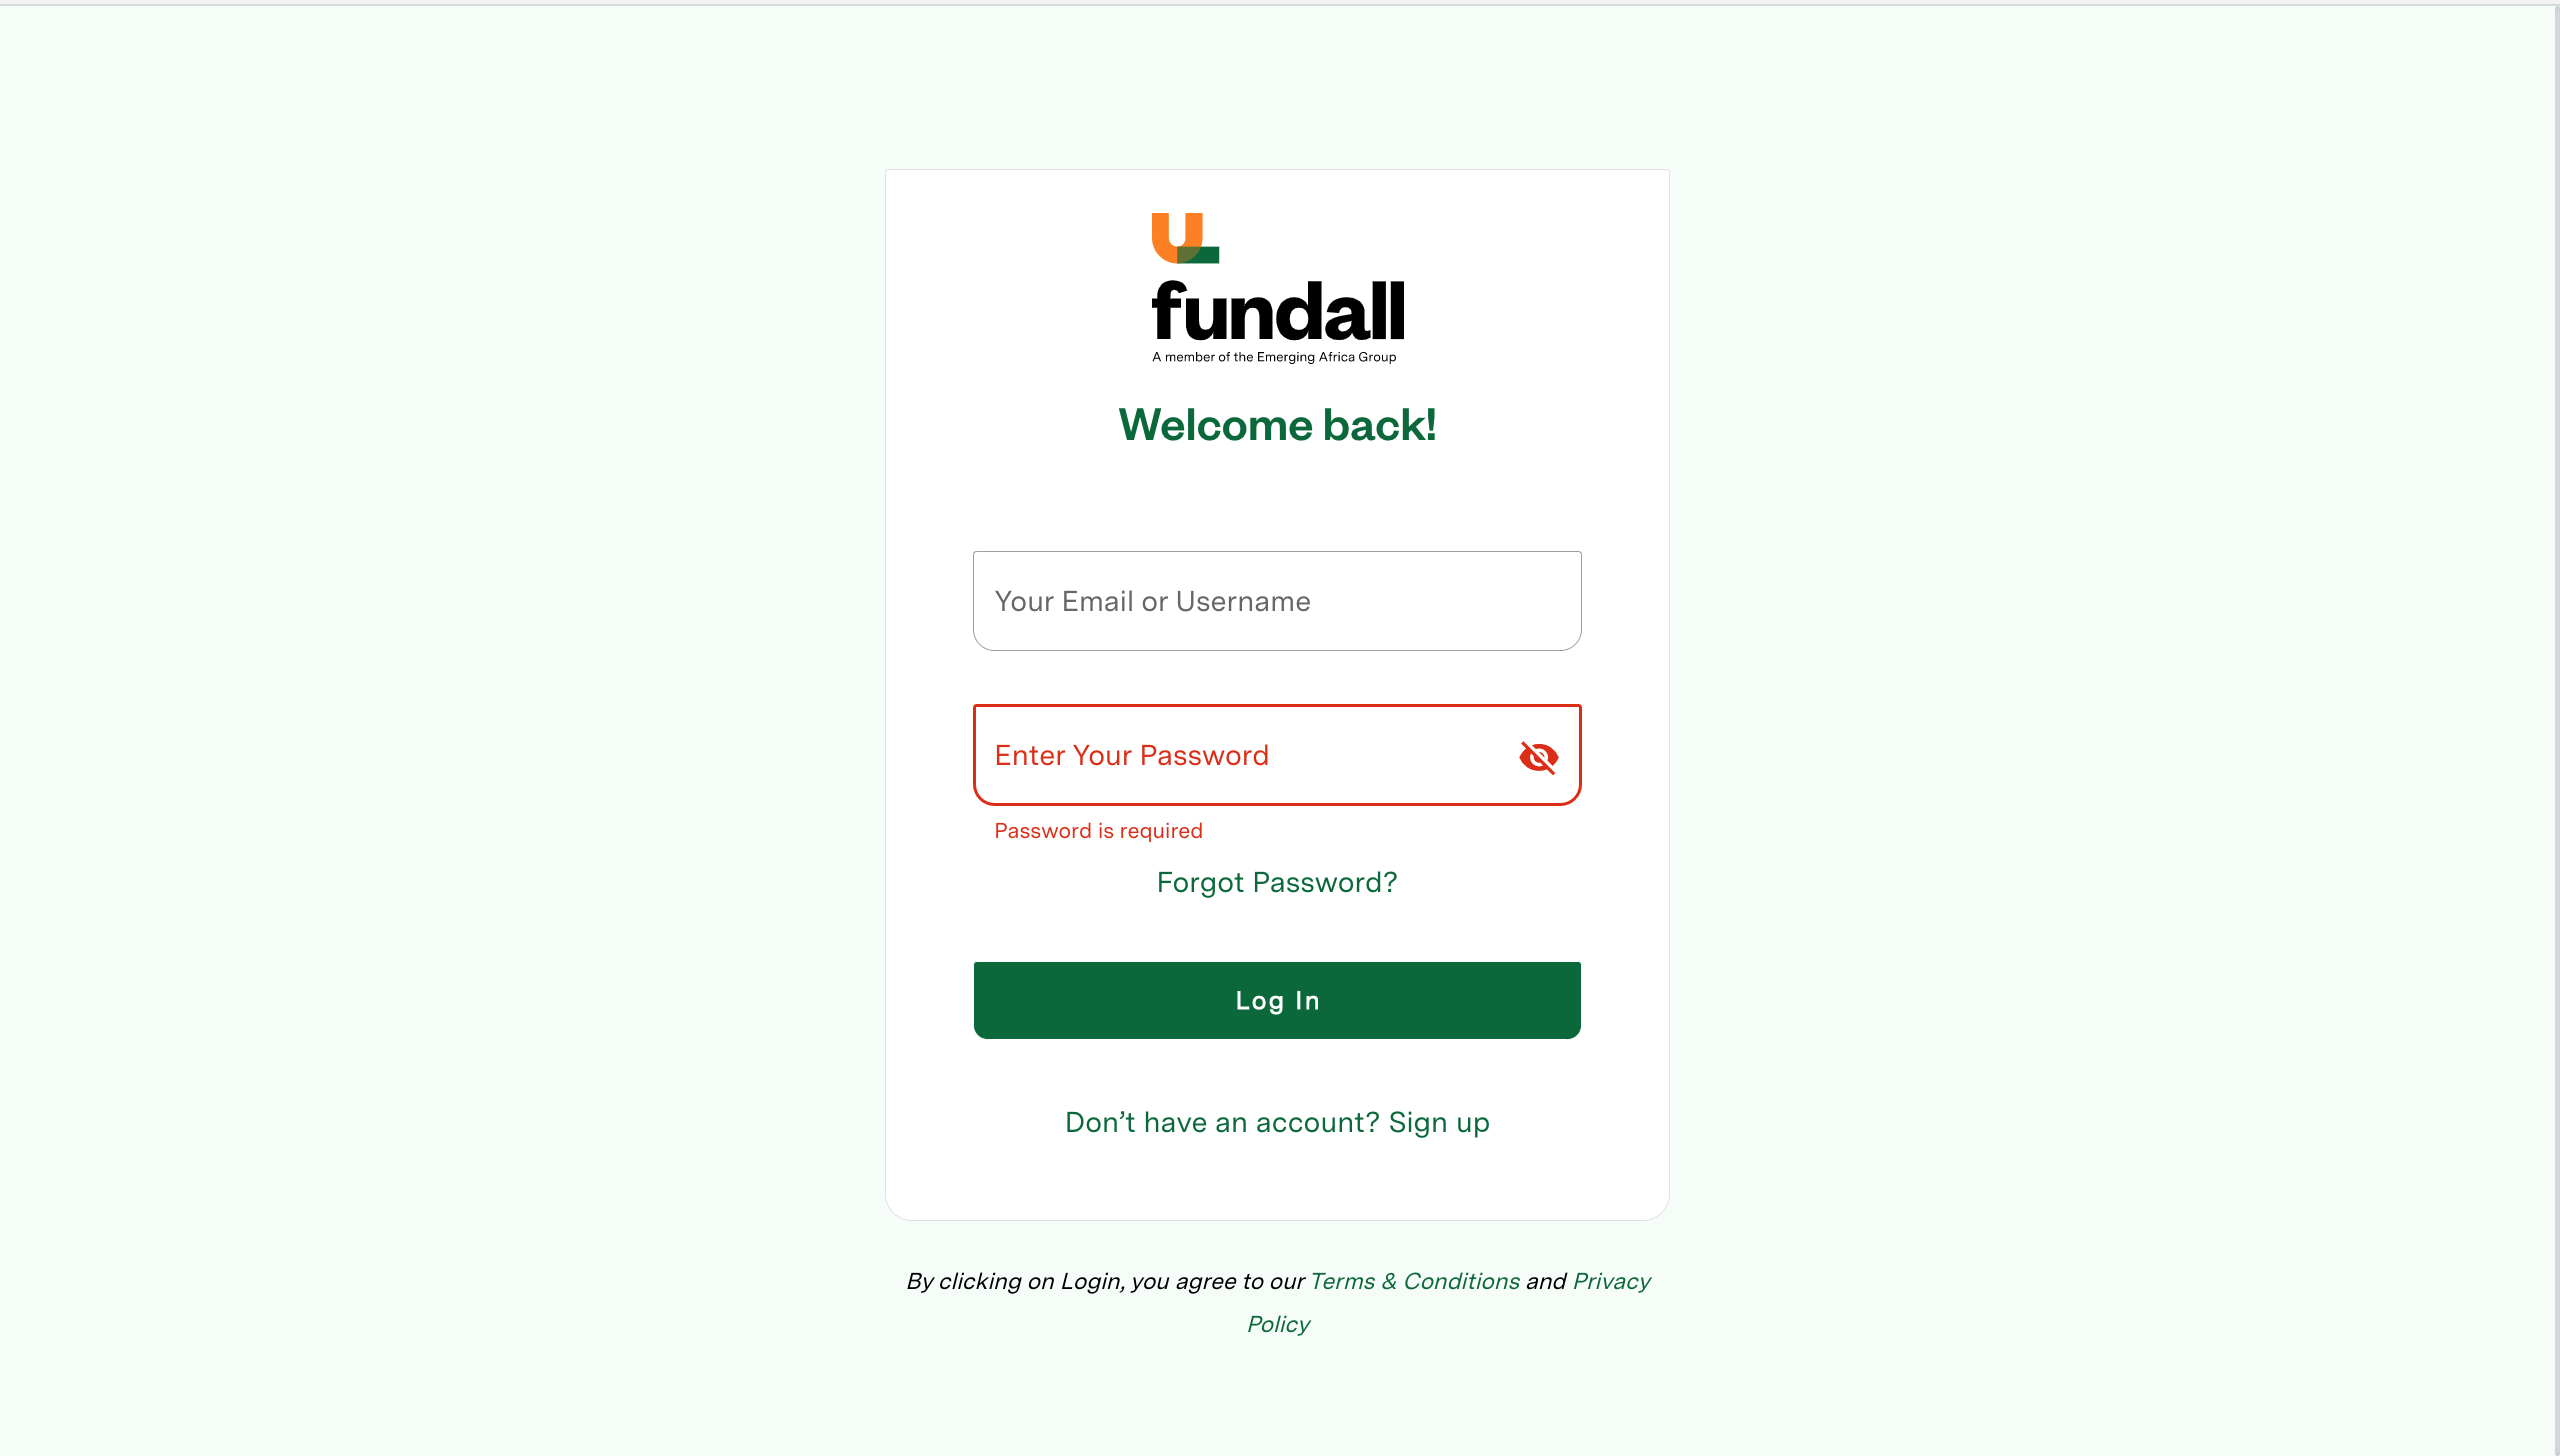 fundall
A member of the Emerging Africa Group
Welcome back!
Your Email or Username
Enter Your Password
Password is required
Forgot Password?
Log In
Don’t have an account? Sign up
By clicking on Login, you agree to our Terms & Conditions and Privacy
Policy